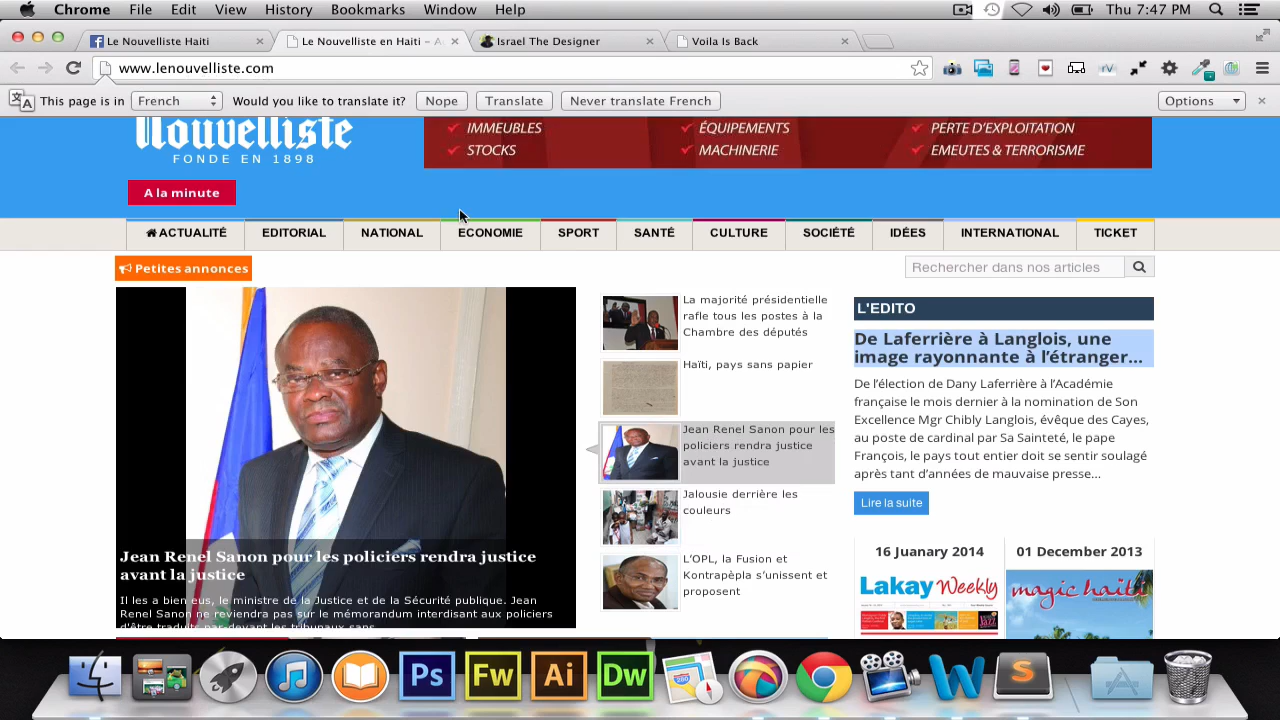 Chrome File Edit View History Bookmarks Window Help Thu 7:47 PM
Le Nouvelliste Haiti
Le Nouvelliste en Haiti – A
Israel The Designer
Voila Is Back
www.lenouvelliste.com
rV
This page is in French Would you like to translate it? Nope Translate Never translate French Options
Nouvelliste
FONDE EN 1898
IMMEUBLES ÉQUIPEMENTS PERTE D'EXPLOITATION
STOCKS MACHINERIE EMEUTES & TERRORISME
A la minute
ACTUALITÉ EDITORIAL NATIONAL ECONOMIE SPORT SANTÉ CULTURE SOCIÉTÉ IDÉES INTERNATIONAL TICKET
Petites annonces
Rechercher dans nos articles
Jean Renel Sanon pour les policiers rendra justice
avant la justice
Il les a bien eus, le ministre de la Justice et de la Sécurité publique. Jean
Renel Sanon ne reviendra pas sur le mémorandum interdisant aux policiers
d'être traduits par-devant les tribunaux sans
La majorité présidentielle
rafle tous les postes à la
Chambre des députés
Haïti, pays sans papier
Jean Renel Sanon pour les
policiers rendra justice
avant la justice
Jalousie derrière les
couleurs
L'OPL, la Fusion et
Kontrapèpla s'unissent et
proposent
L'EDITO
De Laferrière à Langlois, une
image rayonnante à l'étranger...
De l'élection de Dany Laferrière à l'Académie
française le mois dernier à la nomination de Son
Excellence Mgr Chibly Langlois, évêque des Cayes,
au poste de cardinal par Sa Sainteté, le pape
François, le pays tout entier doit se sentir soulagé
après tant d'années de mauvaise presse...
Lire la suite
16 Juanary 2014
Lakay Weekly
01 December 2013
magic haiti
Ps Fw Ai Dw 280 W S